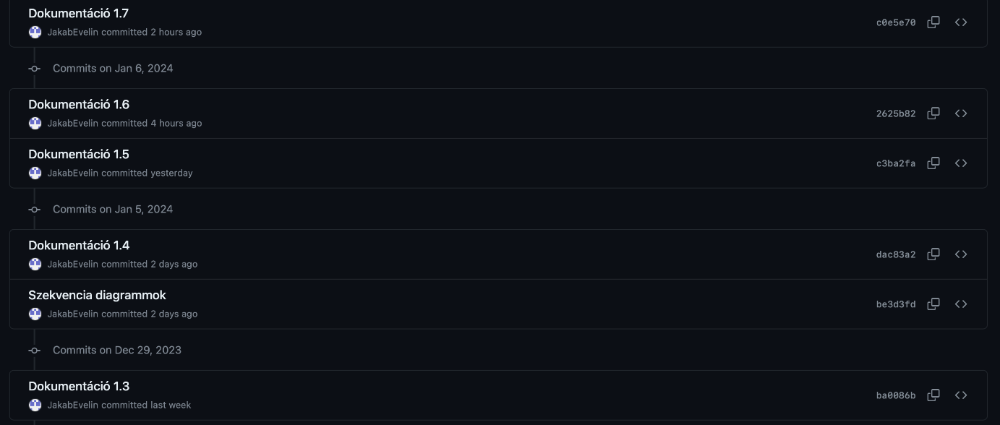 Dokumentáció 1.7
JakabEvelin committed 2 hours ago
c0e5e70
Commits on Jan 6, 2024
Dokumentáció 1.6
JakabEvelin committed 4 hours ago
2625b82
Dokumentáció 1.5
JakabEvelin committed yesterday
c3ba2fa
Commits on Jan 5, 2024
Dokumentáció 1.4
JakabEvelin committed 2 days ago
dac83a2
Szekvencia diagrammok
JakabEvelin committed 2 days ago
be3d3fd
Commits on Dec 29, 2023
Dokumentáció 1.3
JakabEvelin committed last week
ba0086b